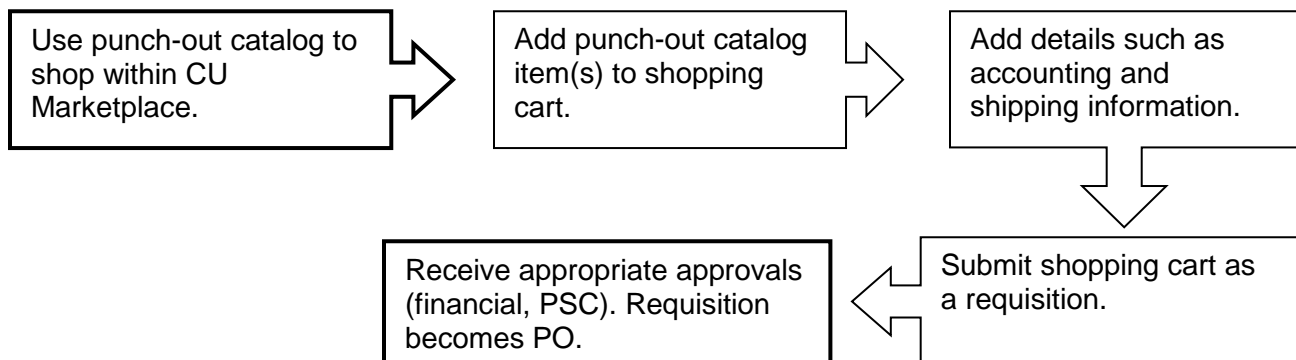 Use punch-out catalog to
shop within CU
Marketplace.
Add punch-out catalog
item(s) to shopping
cart.
Add details such as
accounting and
shipping information.
Submit shopping cart as
a requisition.
Receive appropriate approvals
(financial, PSC). Requisition
becomes PO.